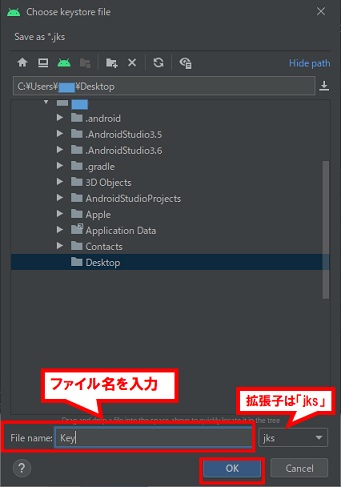 Choose keystore file
Save as *.jks
Hide path
C:¥Users¥ ¥Desktop
.android
.AndroidStudio3.5
.AndroidStudio3.6
.gradle
3D Objects
AndroidStudioProjects
Apple
Application Data
Contacts
Desktop
ファイル名を入力
拡張子は「jks」
Drag and drop a file into the space above to quickly locate it in the tree
File name:
Key
jks
?
OK
Cancel